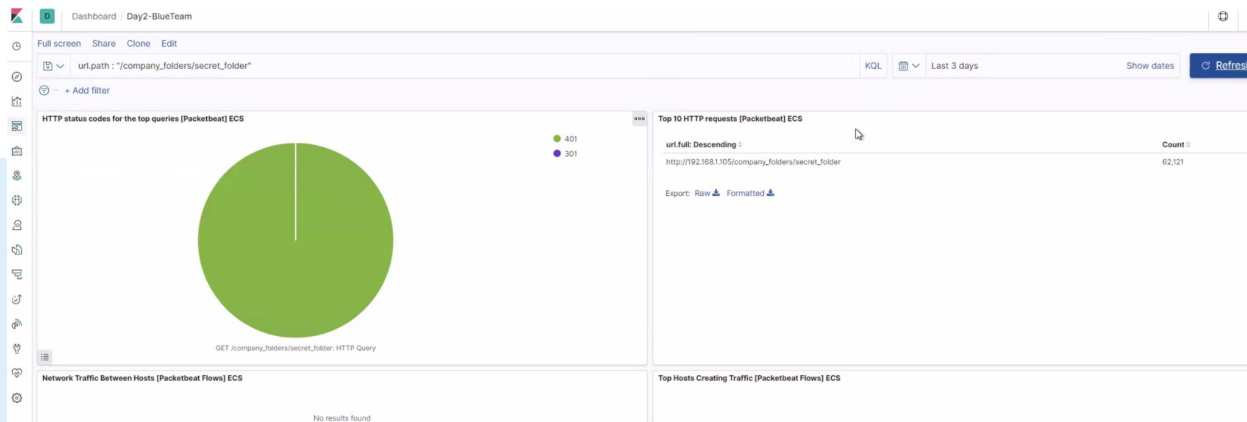 D Dashboard / Day2-BlueTeam
Full screen Share Clone Edit
url.path : "/company_folders/secret_folder" KQL Last 3 days Show dates Refresh
+ Add filter
HTTP status codes for the top queries [Packetbeat] ECS
401
301
GET /company_folders/secret_folder: HTTP Query
Top 10 HTTP requests [Packetbeat] ECS
url.full: Descending Count
http://192.168.1.105/company_folders/secret_folder 62,121
Export: Raw Formatted
Network Traffic Between Hosts [Packetbeat Flows] ECS
No results found
Top Hosts Creating Traffic [Packetbeat Flows] ECS